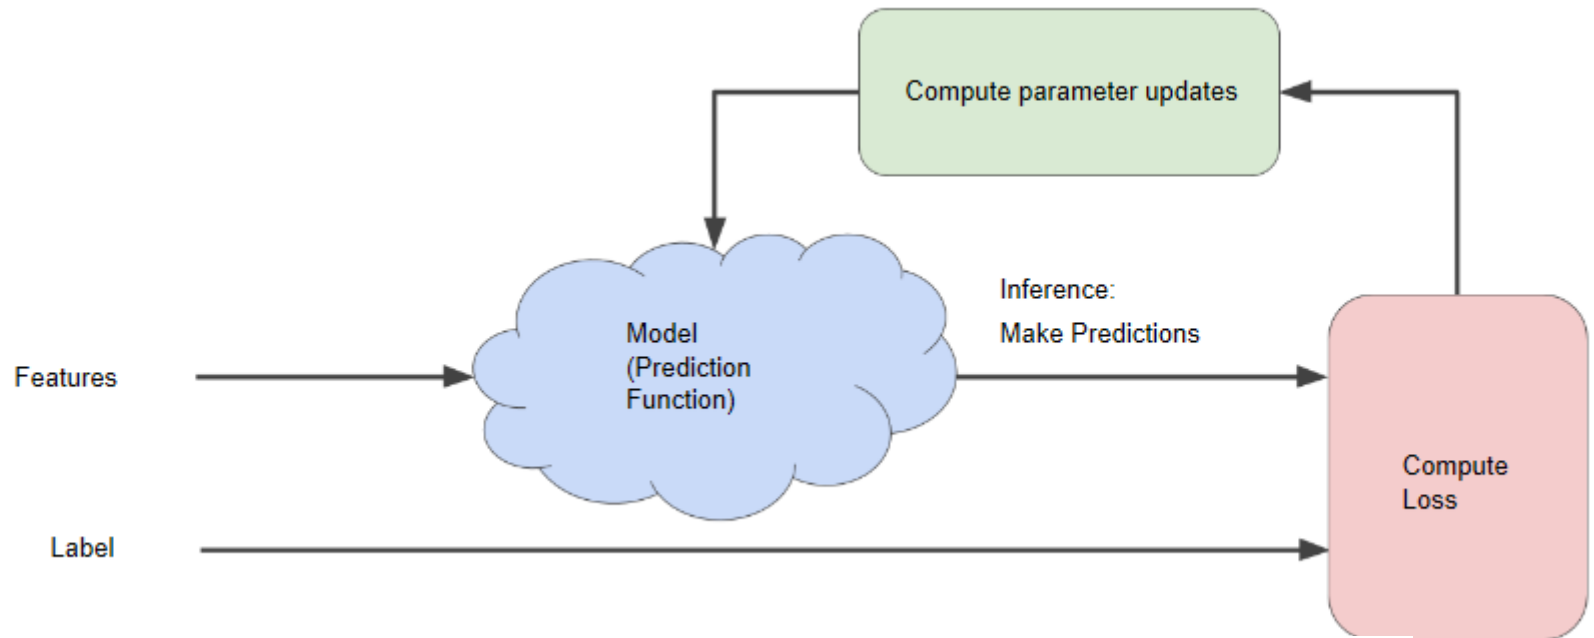 Compute parameter updates
Inference:
Make Predictions
Model
(Prediction
Function)
Features
Compute
Loss
Label